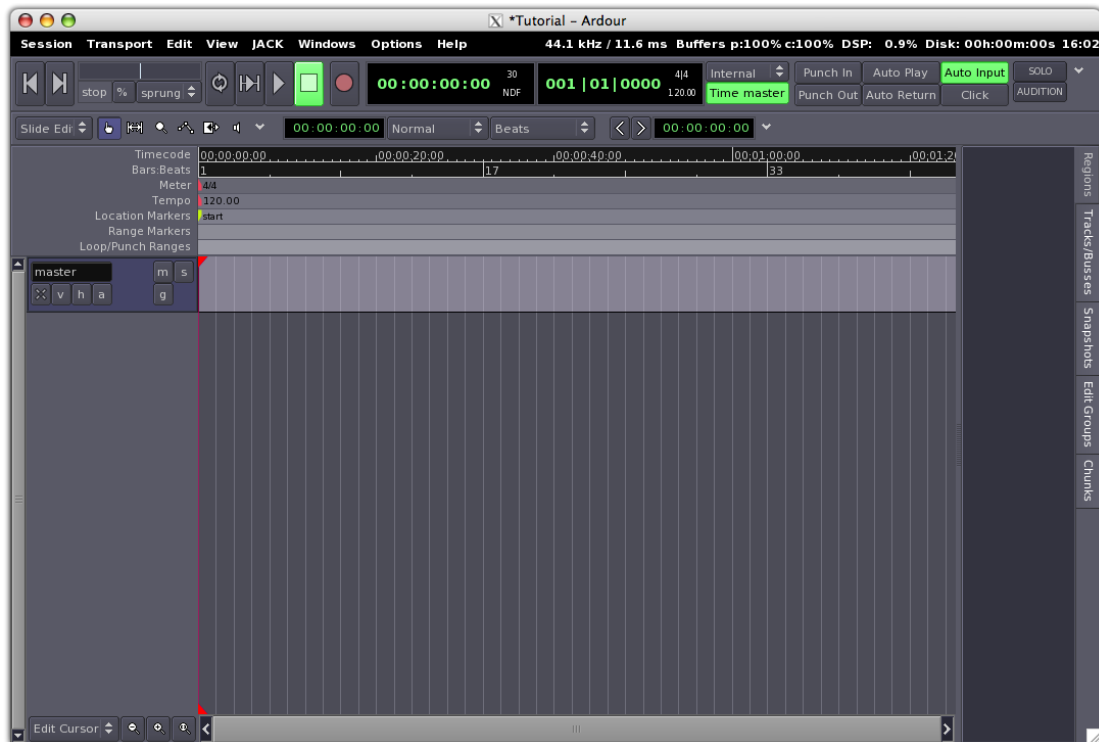 *Tutorial – Ardour
Session Transport Edit View JACK Windows Options Help 44.1 kHz / 11.6 ms Buffers p:100% c:100% DSP: 0.9% Disk: 00h:00m:00s 16:02
stop % sprung 00:00:00:00 30 NDF 001|01|0000 4|4 120.00 Internal Time master Punch In Punch Out Auto Play Auto Return Auto Input Click SOLO AUDITION
Slide Edi 00:00:00:00 Normal Beats 00:00:00:00
Timecode 00:00:00:00 00:00:20:00 00:00:40:00 00:01:00:00 00:01:20
Bars:Beats 1 17 33
Meter 4/4
Tempo 120.00
Location Markers start
Range Markers
Loop/Punch Ranges
master m s
v h a g
Regions
Tracks/Busses
Snapshots
Edit Groups
Chunks
Edit Cursor